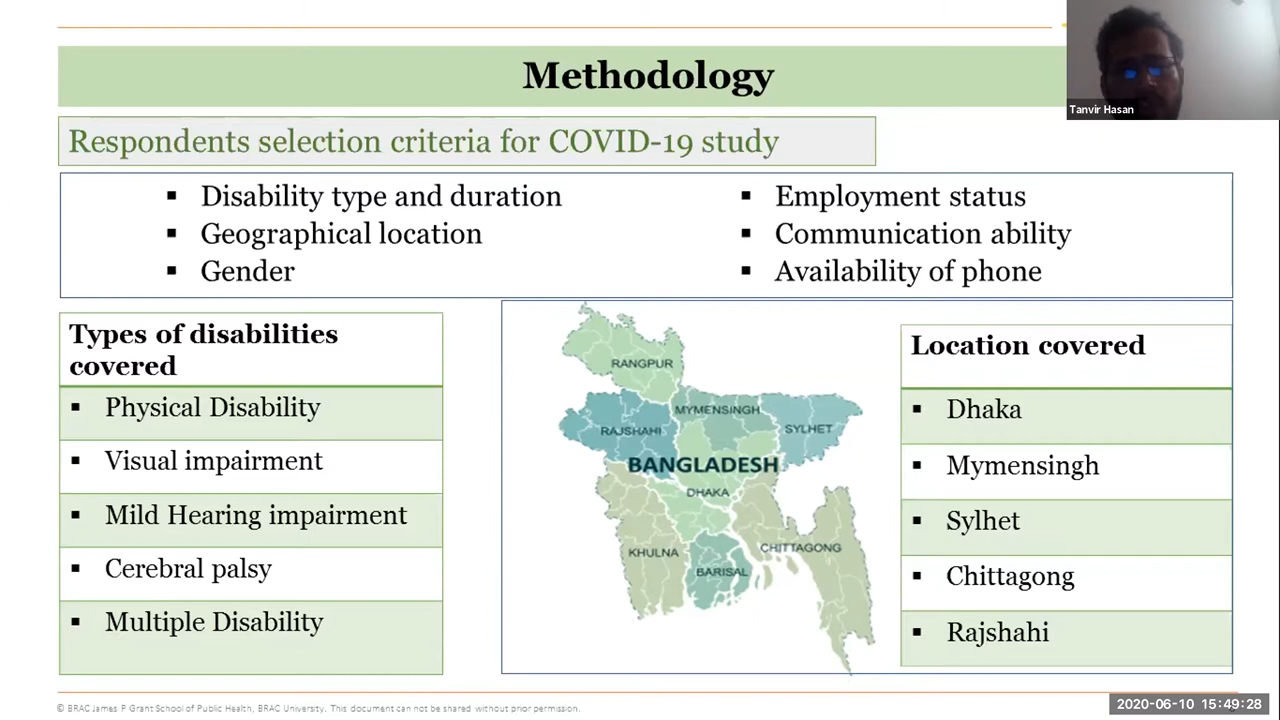 Methodology
Tanvir Hasan
Respondents selection criteria for COVID-19 study
▪ Disability type and duration
▪ Geographical location
▪ Gender
▪ Employment status
▪ Communication ability
▪ Availability of phone
Types of disabilities
covered
▪ Physical Disability
▪ Visual impairment
▪ Mild Hearing impairment
▪ Cerebral palsy
▪ Multiple Disability
RANGPUR
MYMENSINGH
RAJSHAHI
SYLHET
BANGLADESH
DHAKA
KHULNA
CHITTAGONG
BARISAL
Location covered
▪ Dhaka
▪ Mymensingh
▪ Sylhet
▪ Chittagong
▪ Rajshahi
© BRAC James P Grant School of Public Health, BRAC University. This document can not be shared without prior permission.
2020-06-10 15:49:28